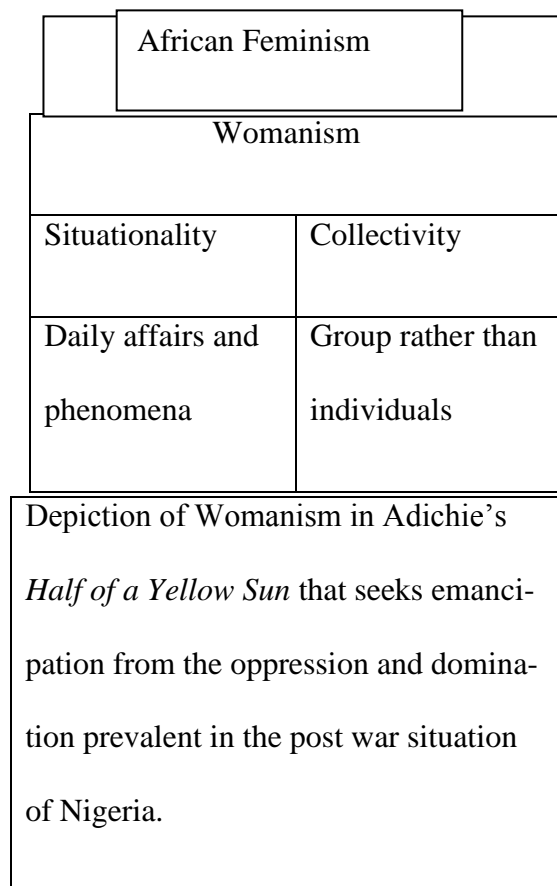 African Feminism
Womanism
Situationality
Collectivity
Daily affairs and
phenomena
Group rather than
individuals
Depiction of Womanism in Adichie's
Half of a Yellow Sun that seeks emanci-
pation from the oppression and domina-
tion prevalent in the post war situation
of Nigeria.